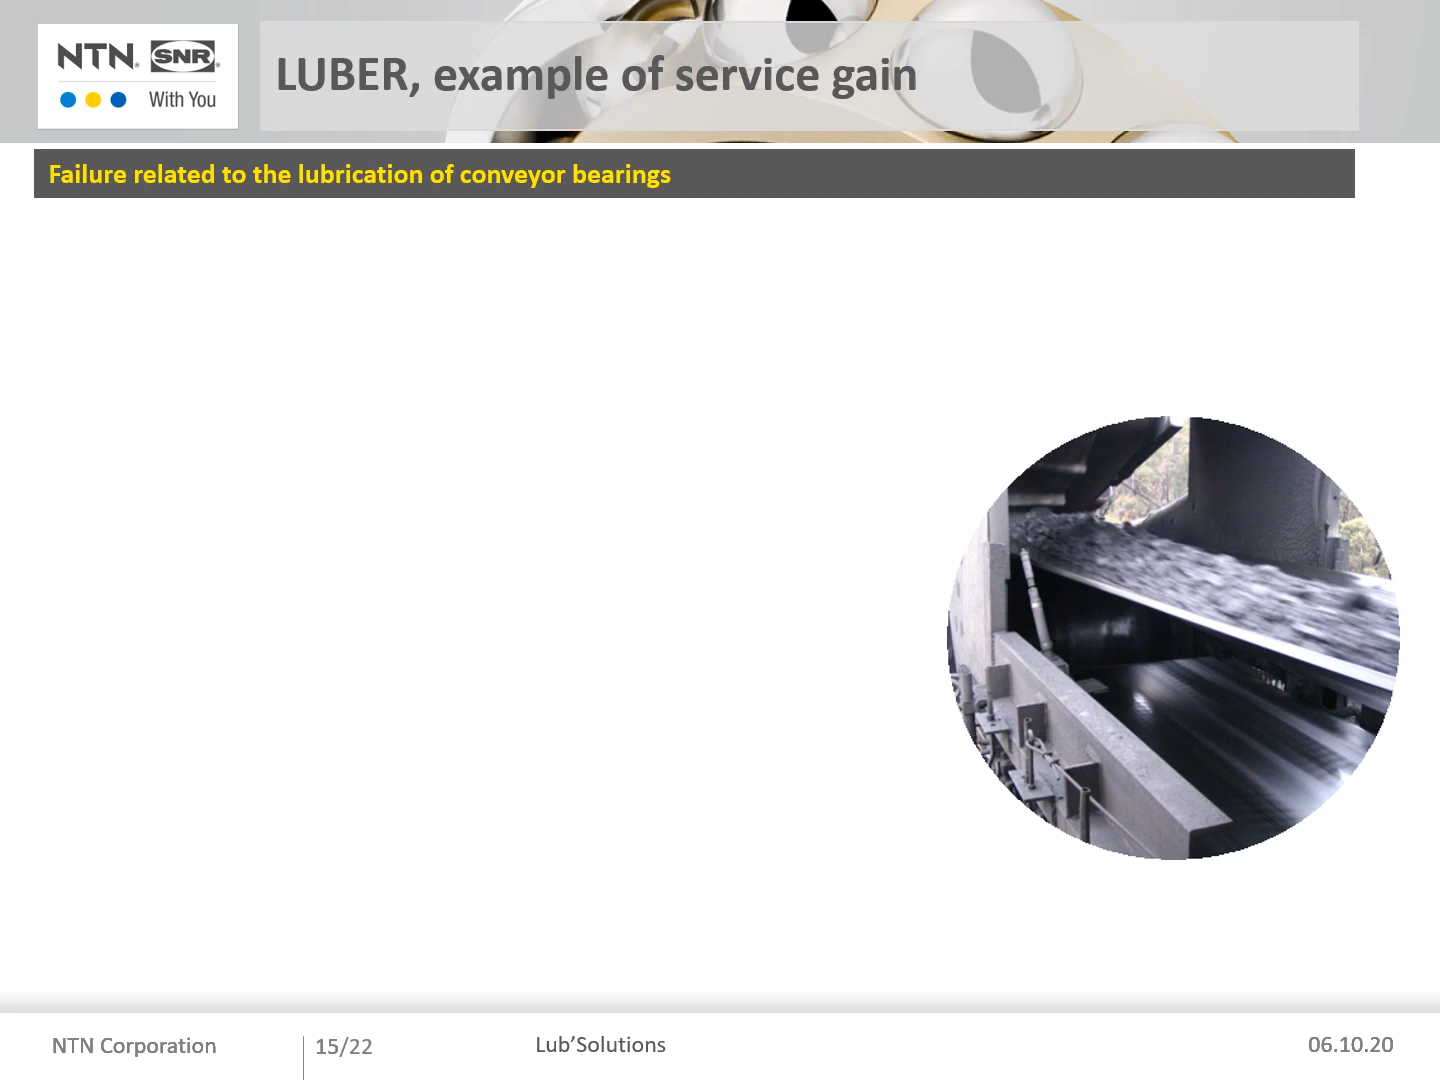 NTN SNR
With You
LUBER, example of service gain
Failure related to the lubrication of conveyor bearings
NTN Corporation
15/22
Lub’Solutions
06.10.20